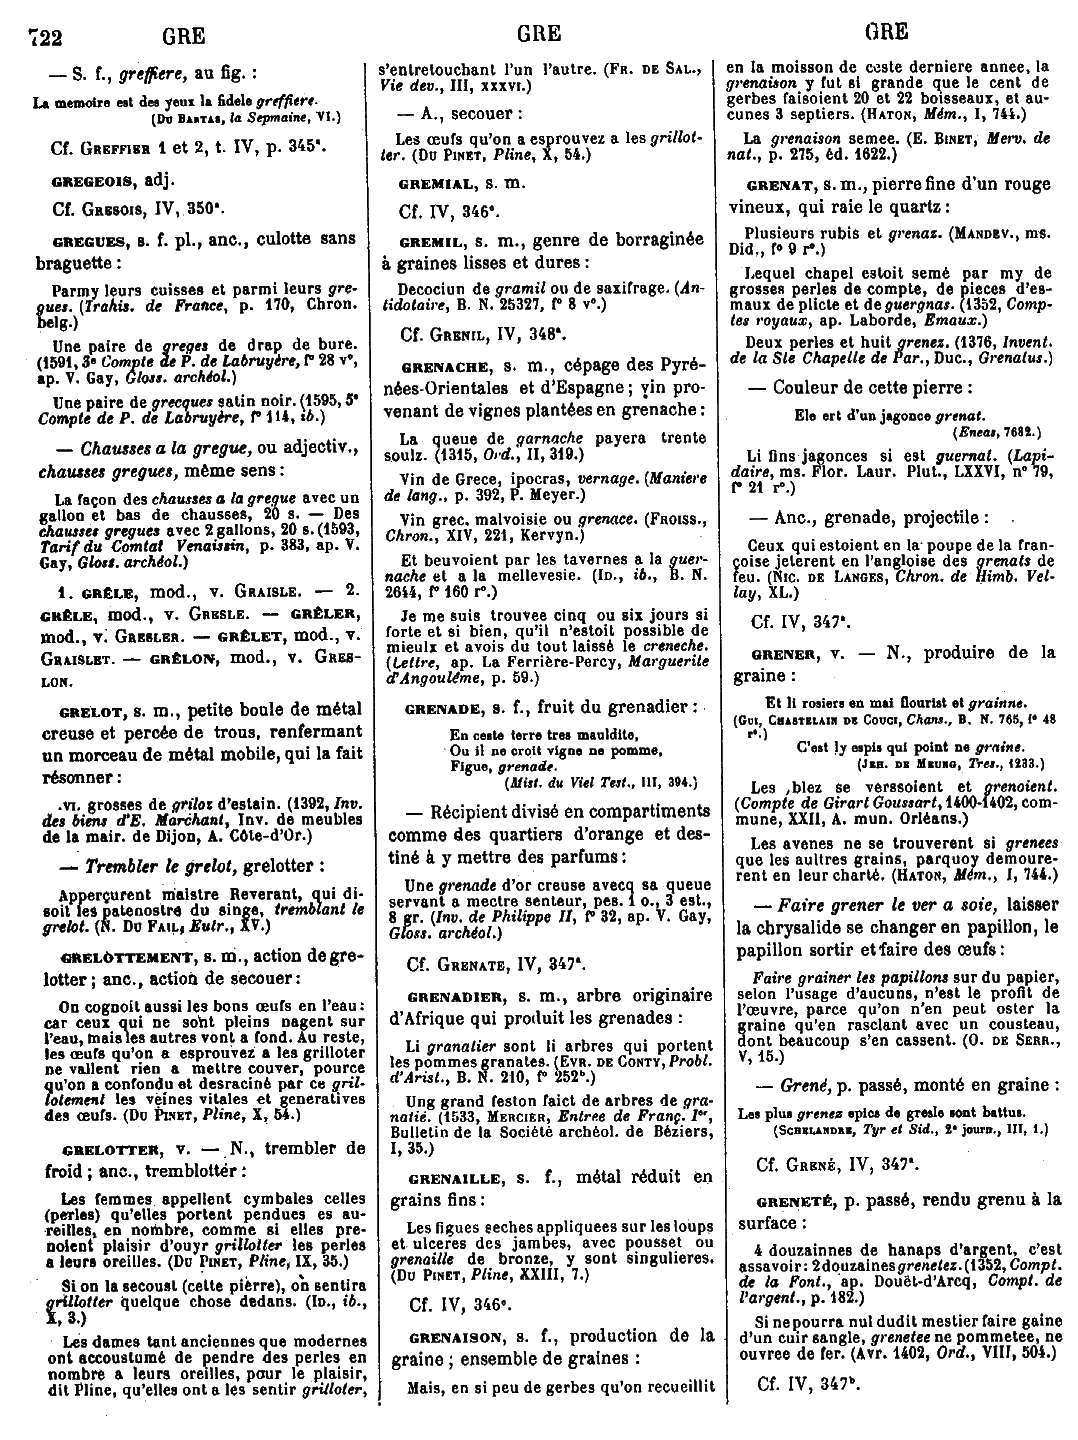 722 GRE GRE GRE
— S. f., greffiere, au fig. :
La memoire est des yeux la fidele greffiere.
(Du Bartas, la Sepmaine, VI.)
Cf. Greffier 1 et 2, t. IV, p. 345ᵃ.
GREGEOIS, adj.
Cf. Gresois, IV, 350ᵃ.
GREGUES, s. f. pl., anc., culotte sans
braguette :
Parmy leurs cuisses et parmi leurs gre-
gues. (Trahis. de France, p. 170, Chron.
belg.)
Une paire de greges de drap de bure.
(1591, 3ᵉ Compte de P. de Labruyère, fº 28 vº,
ap. V. Gay, Gloss. archéol.)
Une paire de grecques satin noir. (1595, 5ᵉ
Compte de P. de Labruyère, fº 114, ib.)
— Chausses a la gregue, ou adjectiv.,
chausses gregues, même sens :
La façon des chausses a la gregue avec un
gallon et bas de chausses, 20 s. — Des
chausses gregues avec 2 gallons, 20 s. (1593,
Tarif du Comtat Venaissin, p. 383, ap. V.
Gay, Gloss. archéol.)
1. GRÊLE, mod., v. Graisle. — 2.
GRÊLE, mod., v. Gresle. — GRÊLER,
mod., v. Gresler. — GRÊLET, mod., v.
Graislet. — GRÊLON, mod., v. Gres-
lon.
GRELOT, s. m., petite boule de métal
creuse et percée de trous, renfermant
un morceau de métal mobile, qui la fait
résonner :
.vi. grosses de griloz d'estain. (1392, Inv.
des biens d'E. Marchant, Inv. de meubles
de la mair. de Dijon, A. Côte-d'Or.)
— Trembler le grelot, grelotter :
Apperçurent maistre Reverant, qui di-
soit les patenostre du singe, tremblant le
grelot. (N. Du Fail, Eutr., XV.)
GRELOTTEMENT, s. m., action de gre-
lotter ; anc., action de secouer :
On cognoit aussi les bons œufs en l'eau :
car ceux qui ne sont pleins nagent sur
l'eau, mais les autres vont a fond. Au reste,
les œufs qu'on a esprouvez a les grilloter
ne vallent rien a mettre couver, pource
qu'on a confondu et desraciné par ce gril-
lotement les veines vitales et generatives
des œufs. (Du Pinet, Pline, X, 54.)
GRELOTTER, v. — N., trembler de
froid ; anc., tremblotter :
Les femmes appellent cymbales celles
(perles) qu'elles portent pendues es au-
reilles, en nombre, comme si elles pre-
noient plaisir d'ouyr grillotter les perles
a leurs oreilles. (Du Pinet, Pline, IX, 35.)
Si on la secoust (cette pierre), on sentira
grillotter quelque chose dedans. (Id., ib.,
X, 3.)
Les dames tant anciennes que modernes
ont accoustumé de pendre des perles en
nombre a leurs oreilles, pour le plaisir,
dit Pline, qu'elles ont a les sentir grilloter,
s'entretouchant l'un l'autre. (Fr. de Sal.,
Vie dev., III, xxxvi.)
— A., secouer :
Les œufs qu'on a esprouvez a les grillot-
ter. (Du Pinet, Pline, X, 54.)
GREMIAL, s. m.
Cf. IV, 346ᵃ.
GREMIL, s. m., genre de borraginée
à graines lisses et dures :
Decociun de gramil ou de saxifrage. (An-
tidotaire, B. N. 25327, fº 8 vº.)
Cf. Grenil, IV, 348ᵃ.
GRENACHE, s. m., cépage des Pyré-
nées-Orientales et d'Espagne ; vin pro-
venant de vignes plantées en grenache :
La queue de garnache payera trente
soulz. (1315, Ord., II, 319.)
Vin de Grece, ipocras, vernage. (Maniere
de lang., p. 392, P. Meyer.)
Vin grec, malvoisie ou grenace. (Froiss.,
Chron., XIV, 221, Kervyn.)
Et beuvoient par les tavernes a la guer-
nache et a la mellevesie. (Id., ib., B. N.
2644, fº 160 rº.)
Je me suis trouvee cinq ou six jours si
forte et si bien, qu'il n'estoit possible de
mieulx et avois du tout laissé le creneche.
(Lettre, ap. La Ferrière-Percy, Marguerite
d'Angoulême, p. 59.)
GRENADE, s. f., fruit du grenadier :
En ceste terre tres mauldite,
Ou il ne croit vigne ne pomme,
Figue, grenade.
(Mist. du Viel Test., III, 394.)
— Récipient divisé en compartiments
comme des quartiers d'orange et des-
tiné à y mettre des parfums :
Une grenade d'or creuse avecq sa queue
servant a mectre senteur, pes. 1 o., 3 est.,
8 gr. (Inv. de Philippe II, fº 32, ap. V. Gay,
Gloss. archéol.)
Cf. Grenate, IV, 347ᵃ.
GRENADIER, s. m., arbre originaire
d'Afrique qui produit les grenades :
Li granatier sont li arbres qui portent
les pommes granates. (Evr. de Conty, Probl.
d'Arist., B. N. 210, fº 252ᵇ.)
Ung grand feston faict de arbres de gra-
natié. (1533, Mercier, Entree de Franç. Iᵉʳ,
Bulletin de la Société archéol. de Béziers,
I, 35.)
GRENAILLE, s. f., métal réduit en
grains fins :
Les figues seches appliquees sur les loups
et ulceres des jambes, avec pousset ou
grenaille de bronze, y sont singulieres.
(Du Pinet, Pline, XXIII, 7.)
Cf. IV, 346ᵉ.
GRENAISON, s. f., production de la
graine ; ensemble de graines :
Mais, en si peu de gerbes qu'on recueillit
en la moisson de ceste derniere annee, la
grenaison y fut si grande que le cent de
gerbes faisoient 20 et 22 boisseaux, et au-
cunes 3 septiers. (Haton, Mém., I, 744.)
La grenaison semee. (E. Binet, Merv. de
nat., p. 275, éd. 1622.)
GRENAT, s. m., pierre fine d'un rouge
vineux, qui raie le quartz :
Plusieurs rubis et grenaz. (Mandev., ms.
Did., fº 9 rº.)
Lequel chapel estoit semé par my de
grosses perles de compte, de pieces d'es-
maux de plicte et de guergnas. (1352, Comp-
tes royaux, ap. Laborde, Emaux.)
Deux perles et huit grenez. (1376, Invent.
de la Ste Chapelle de Par., Duc., Grenatus.)
— Couleur de cette pierre :
Ele ert d'un jagonce grenat.
(Eneas, 7682.)
Li fins jagonces si est guernat. (Lapi-
daire, ms. Flor. Laur. Plut., LXXVI, nº 79,
fº 21 rº.)
— Anc., grenade, projectile :
Ceux qui estoient en la poupe de la fran-
çoise jeterent en l'angloise des grenats de
feu. (Nic. de Langes, Chron. de Himb. Vel-
lay, XL.)
Cf. IV, 347ᵃ.
GRENER, v. — N., produire de la
graine :
Et li rosiers en mai flourist et grainne.
(Gui, Chastelain de Couci, Chans., B. N. 765, fº 48
rº.)
C'est ly espis qui point ne graine.
(Jeh. de Meung, Tres., 1233.)
Les blez se verssoient et grenoient.
(Compte de Girart Goussart, 1400-1402, com-
mune, XXII, A. mun. Orléans.)
Les avenes ne se trouverent si grenees
que les aultres grains, parquoy demoure-
rent en leur charté. (Haton, Mém., I, 744.)
— Faire grener le ver a soie, laisser
la chrysalide se changer en papillon, le
papillon sortir et faire des œufs :
Faire grainer les papillons sur du papier,
selon l'usage d'aucuns, n'est le profit de
l'œuvre, parce qu'on n'en peut oster la
graine qu'en rasclant avec un cousteau,
dont beaucoup s'en cassent. (O. de Serr.,
V, 15.)
— Grené, p. passé, monté en graine :
Les plus grenez epics de gresle sont battus.
(Schelandre, Tyr et Sid., 2ᵉ journ., III, 1.)
Cf. Grené, IV, 347ᵃ.
GRENETÉ, p. passé, rendu grenu à la
surface :
4 douzainnes de hanaps d'argent, c'est
assavoir : 2 douzaines grenetez. (1352, Compt.
de la Font., ap. Douët-d'Arcq, Compt. de
l'argent., p. 182.)
Si ne pourra nul dudit mestier faire gaine
d'un cuir sangle, grenetee ne pommetee, ne
ouvree de fer. (Avr. 1402, Ord., VIII, 504.)
Cf. IV, 347ᵇ.